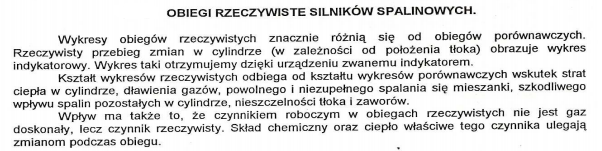 OBIEGI RZECZYWISTE SILNIKÓW SPALINOWYCH.
Wykresy obiegów rzeczywistych znacznie różnią się od obiegów porównawczych.
Rzeczywisty przebieg zmian w cylindrze (w zależności od położenia tłoka) obrazuje wykres
indykatorowy. Wykres taki otrzymujemy dzięki urządzeniu zwanemu indykatorem.
Kształt wykresów rzeczywistych odbiega od kształtu wykresów porównawczych wskutek strat
ciepła w cylindrze, dławienia gazów, powolnego i niezupełnego spalania się mieszanki, szkodliwego
wpływu spalin pozostałych w cylindrze, nieszczelności tłoka i zaworów.
Wpływ ma także to, że czynnikiem roboczym w obiegach rzeczywistych nie jest gaz
doskonały, lecz czynnik rzeczywisty. Skład chemiczny oraz ciepło właściwe tego czynnika ulegają
zmianom podczas obiegu.